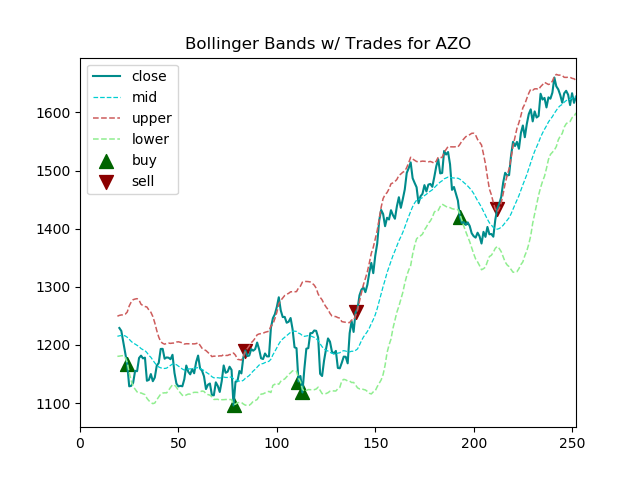 Bollinger Bands w/ Trades for AZO
close
mid
upper
lower
buy
sell
1600
1500
1400
1300
1200
1100
0 50 100 150 200 250